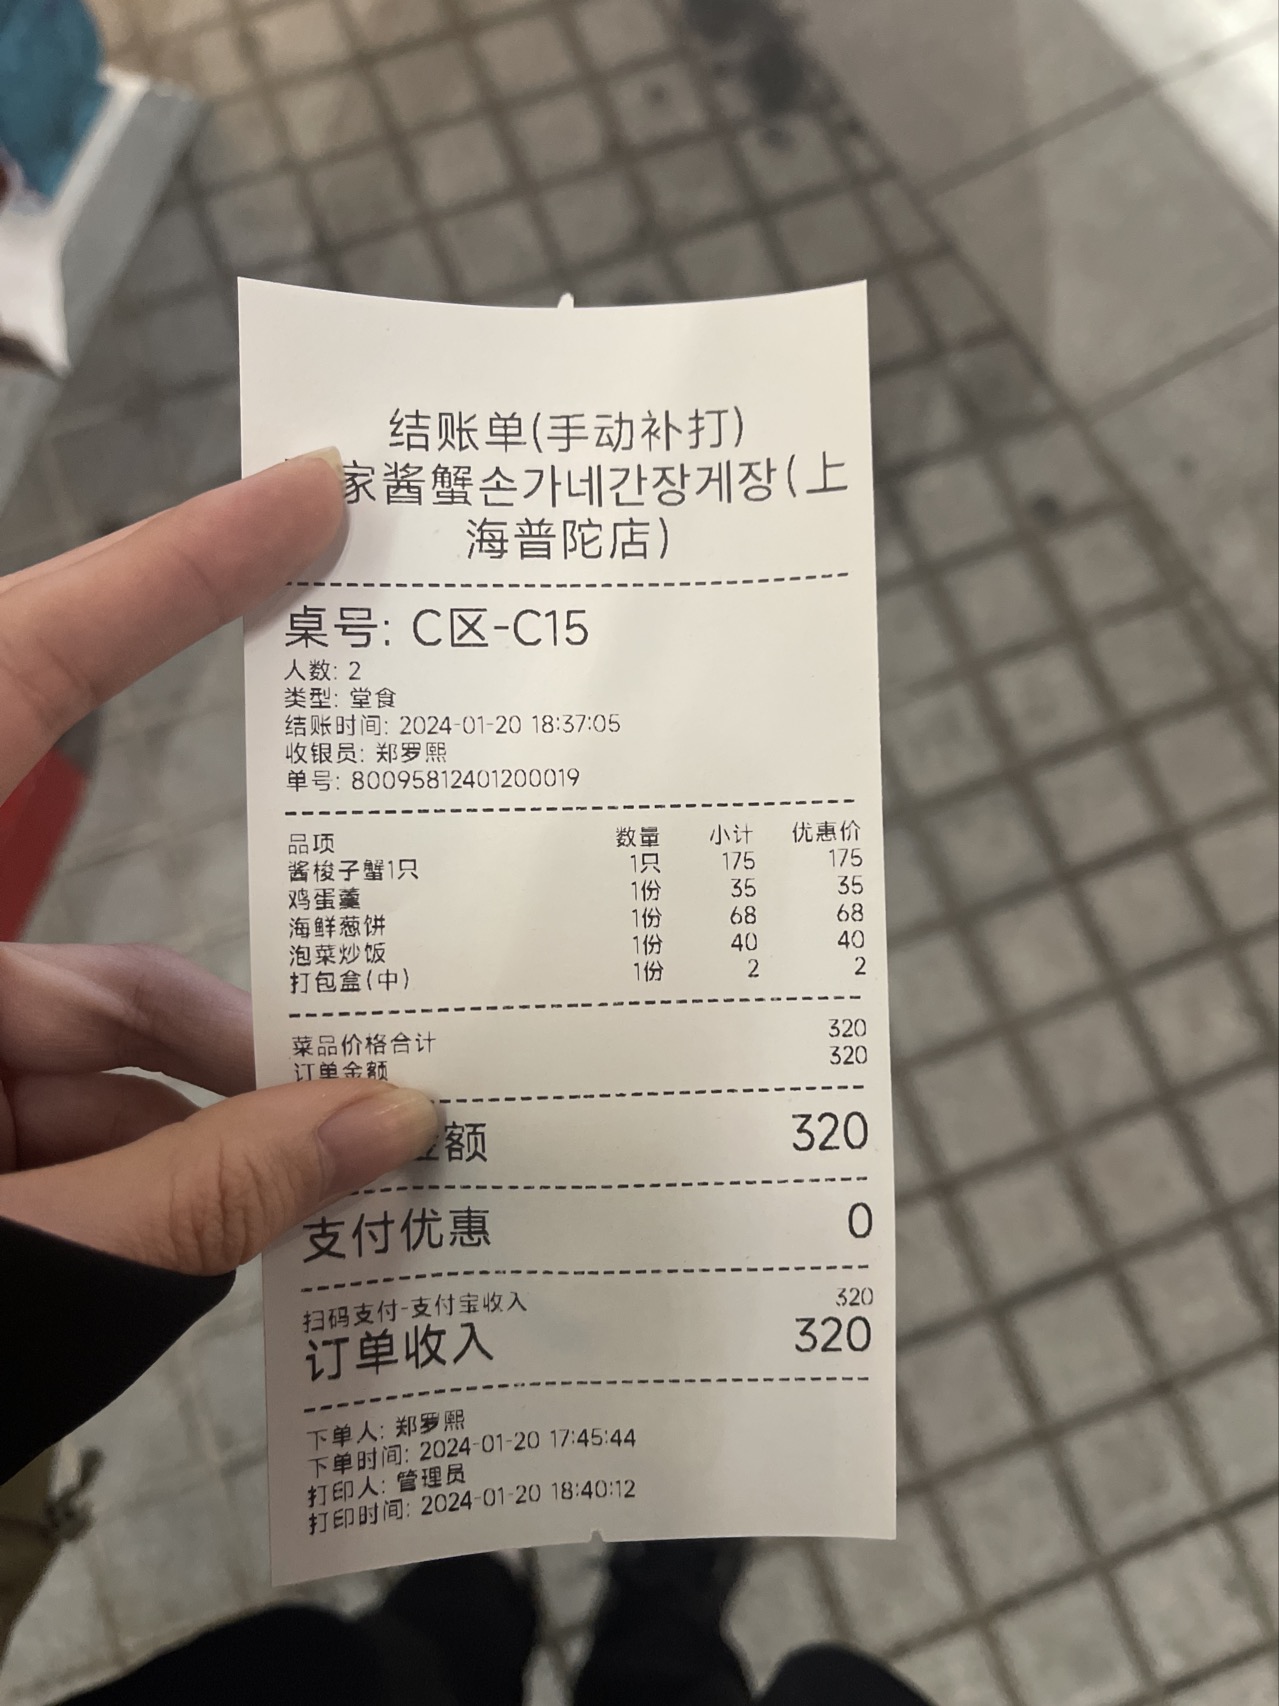 结账单(手动补打)
家酱蟹손가네간장게장(上
海普陀店)
桌号: C区-C15
人数: 2
类型: 堂食
结账时间: 2024-01-20 18:37:05
收银员: 郑罗熙
单号: 80095812401200019
品项 数量 小计 优惠价
酱梭子蟹1只 1只 175 175
鸡蛋羹 1份 35 35
海鲜葱饼 1份 68 68
泡菜炒饭 1份 40 40
打包盒(中) 1份 2 2
菜品价格合计 320
订单金额 320
金额 320
支付优惠 0
扫码支付-支付宝收入 320
订单收入 320
下单人: 郑罗熙
下单时间: 2024-01-20 17:45:44
打印人: 管理员
打印时间: 2024-01-20 18:40:12